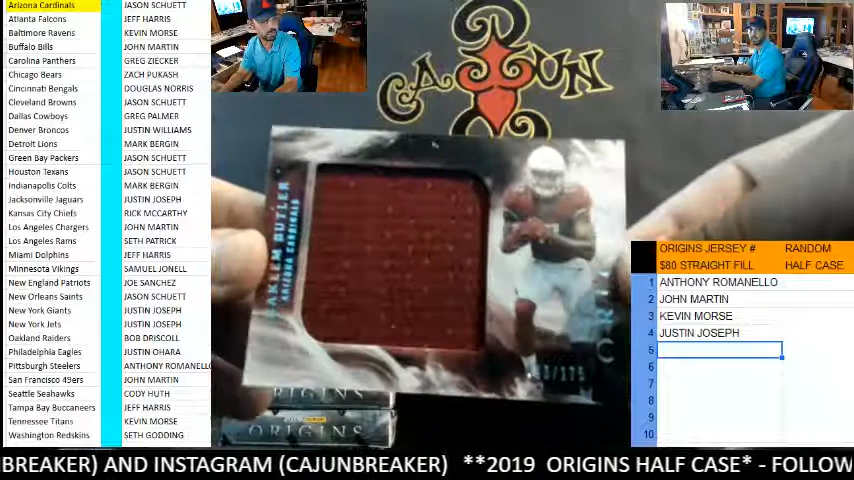 Arizona Cardinals JASON SCHUETT
Atlanta Falcons JEFF HARRIS
Baltimore Ravens KEVIN MORSE
Buffalo Bills JOHN MARTIN
Carolina Panthers GREG ZIECKER
Chicago Bears ZACH PUKASH
Cincinnati Bengals DOUGLAS NORRIS
Cleveland Browns JASON SCHUETT
Dallas Cowboys GREG PALMER
Denver Broncos JUSTIN WILLIAMS
Detroit Lions MARK BERGIN
Green Bay Packers JASON SCHUETT
Houston Texans JASON SCHUETT
Indianapolis Colts MARK BERGIN
Jacksonville Jaguars JUSTIN JOSEPH
Kansas City Chiefs RICK MCCARTHY
Los Angeles Chargers JOHN MARTIN
Los Angeles Rams SETH PATRICK
Miami Dolphins JEFF HARRIS
Minnesota Vikings SAMUEL JONELL
New England Patriots JOE SANCHEZ
New Orleans Saints JASON SCHUETT
New York Giants JUSTIN JOSEPH
New York Jets JUSTIN JOSEPH
Oakland Raiders BOB DRISCOLL
Philadelphia Eagles JUSTIN OHARA
Pittsburgh Steelers ANTHONY ROMANELLO
San Francisco 49ers JOHN MARTIN
Seattle Seahawks CODY HUTH
Tampa Bay Buccaneers JEFF HARRIS
Tennessee Titans KEVIN MORSE
Washington Redskins SETH GODDING
CAJUN
HAKEEM BUTLER
ARIZONA CARDINALS
/175
ORIGINS
ORIGINS
ORIGINS JERSEY # RANDOM
$80 STRAIGHT FILL HALF CASE
1 ANTHONY ROMANELLO
2 JOHN MARTIN
3 KEVIN MORSE
4 JUSTIN JOSEPH
5
6
7
8
9
10
BREAKER) AND INSTAGRAM (CAJUNBREAKER) **2019 ORIGINS HALF CASE* - FOLLOW